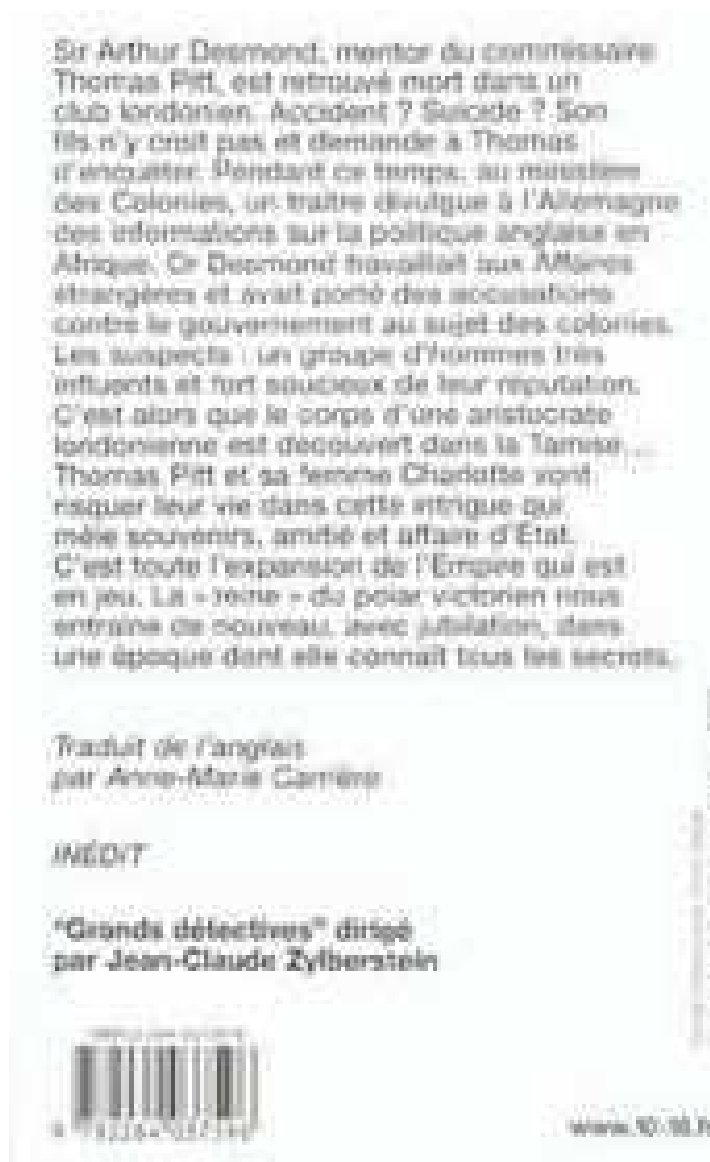 Sir Arthur Desmond, mentor du commissaire
Thomas Pitt, est retrouvé mort dans un
club londonien. Accident ? Suicide ? Son
fils n'y croit pas et demande à Thomas
d'enquêter. Pendant ce temps, au ministère
des Colonies, un traître divulgue à l'Allemagne
des informations sur la politique anglaise en
Afrique. Or Desmond travaillait aux Affaires
étrangères et avait porté des accusations
contre le gouvernement au sujet des colonies.
Les suspects : un groupe d'hommes très
influents et fort soucieux de leur réputation.
C'est alors que le corps d'une aristocrate
londonienne est découvert dans la Tamise...
Thomas Pitt et sa femme Charlotte vont
risquer leur vie dans cette intrigue qui
mêle souvenirs, amitié et affaire d'État.
C'est toute l'expansion de l'Empire qui est
en jeu. La « reine » du polar victorien nous
entraîne de nouveau, avec jubilation, dans
une époque dont elle connaît tous les secrets.
Traduit de l'anglais
par Anne-Marie Carrière
INÉDIT
"Grands détectives" dirigé
par Jean-Claude Zylberstein
www.10-18.fr